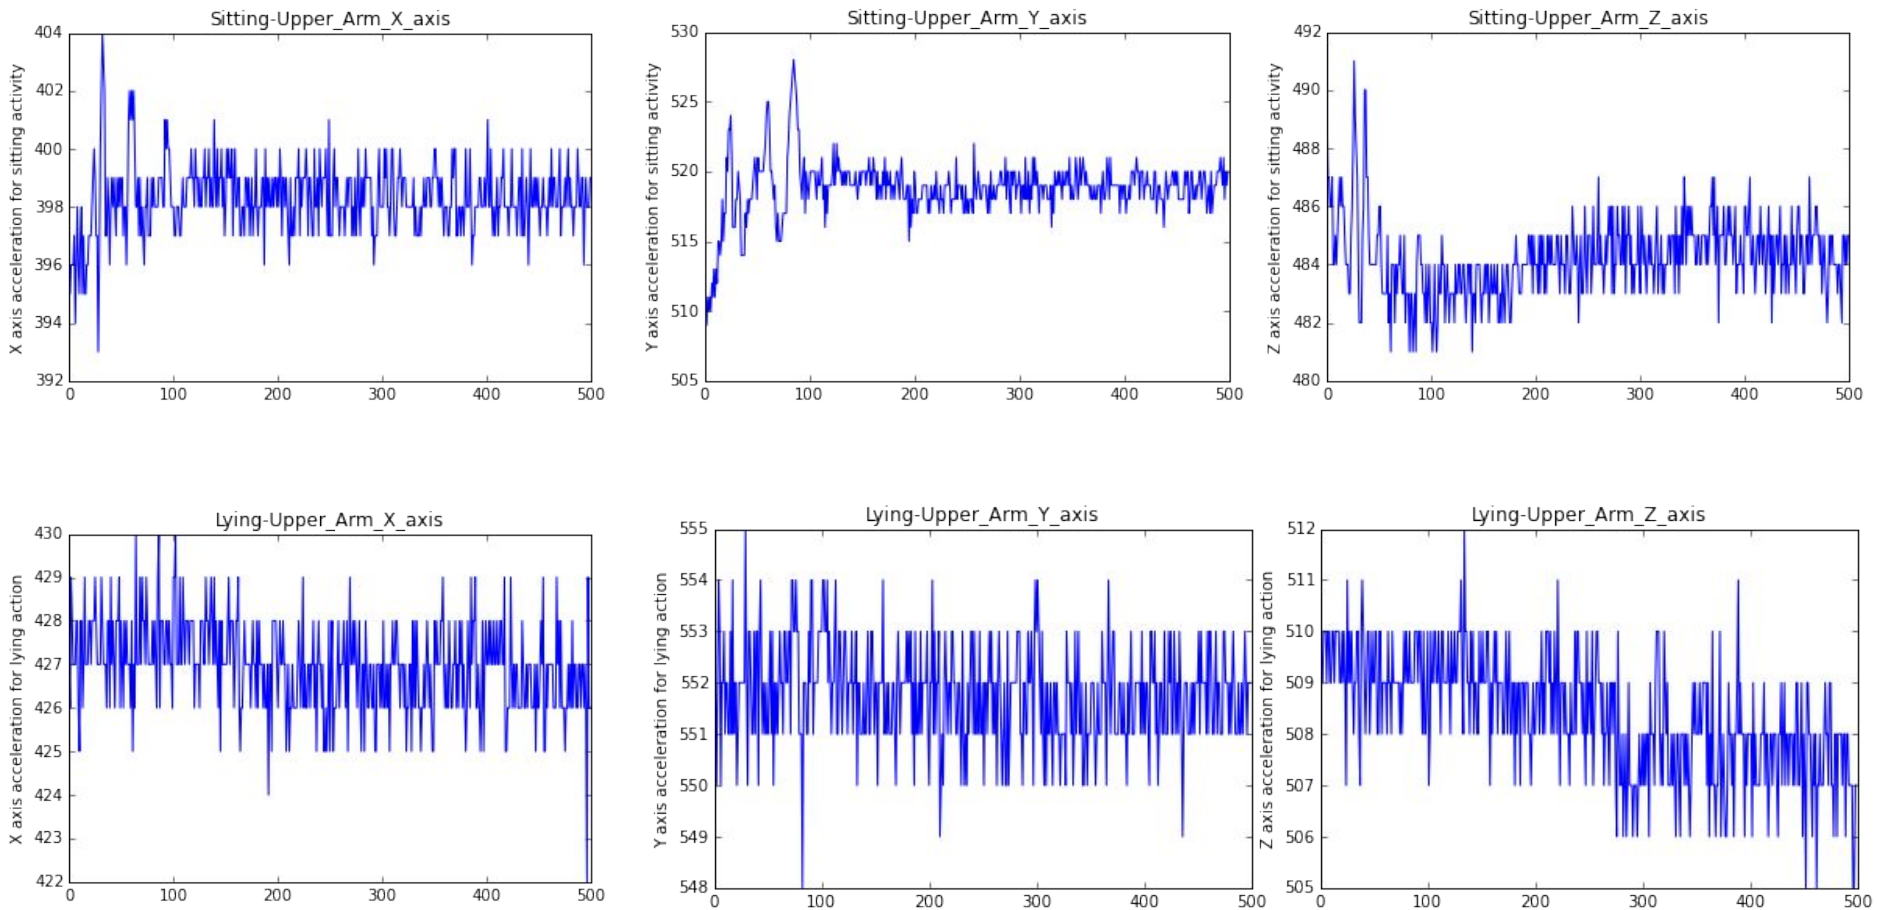 Sitting-Upper_Arm_X_axis
X axis acceleration for sitting activity
404
402
400
398
396
394
392
0 100 200 300 400 500
Sitting-Upper_Arm_Y_axis
Y axis acceleration for sitting activity
530
525
520
515
510
505
0 100 200 300 400 500
Sitting-Upper_Arm_Z_axis
Z axis acceleration for sitting activity
492
490
488
486
484
482
480
0 100 200 300 400 500
Lying-Upper_Arm_X_axis
X axis acceleration for lying action
430
429
428
427
426
425
424
423
422
0 100 200 300 400 500
Lying-Upper_Arm_Y_axis
Y axis acceleration for lying action
555
554
553
552
551
550
549
548
0 100 200 300 400 500
Lying-Upper_Arm_Z_axis
Z axis acceleration for lying action
512
511
510
509
508
507
506
505
0 100 200 300 400 500